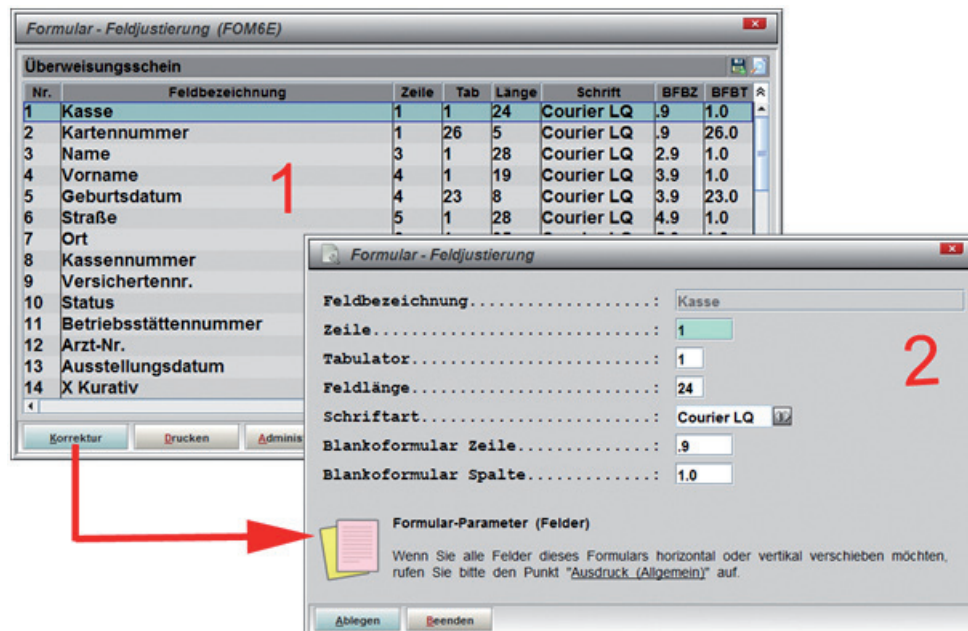 Formular - Feldjustierung (FOM6E)
Überweisungsschein
Nr. Feldbezeichnung Zeile Tab Länge Schrift BFBZ BFBT
1 Kasse 1 1 24 Courier LQ .9 1.0
2 Kartennummer 1 26 5 Courier LQ .9 26.0
3 Name 3 1 28 Courier LQ 2.9 1.0
4 Vorname 4 1 19 Courier LQ 3.9 1.0
5 Geburtsdatum 4 23 8 Courier LQ 3.9 23.0
6 Straße 5 1 28 Courier LQ 4.9 1.0
7 Ort
8 Kassennummer
9 Versichertennr.
10 Status
11 Betriebsstättennummer
12 Arzt-Nr.
13 Ausstellungsdatum
14 X Kurativ
1
Korrektur Drucken
Formular - Feldjustierung
Feldbezeichnung...................: Kasse
Zeile.............................: 1
Tabulator.........................: 1
Feldlänge.........................: 24
Schriftart........................: Courier LQ
Blankoformular Zeile..............: .9
Blankoformular Spalte.............: 1.0
2
Formular-Parameter (Felder)
Wenn Sie alle Felder dieses Formulars horizontal oder vertikal verschieben möchten,
rufen Sie bitte den Punkt "Ausdruck (Allgemein)" auf.
Ablegen Beenden